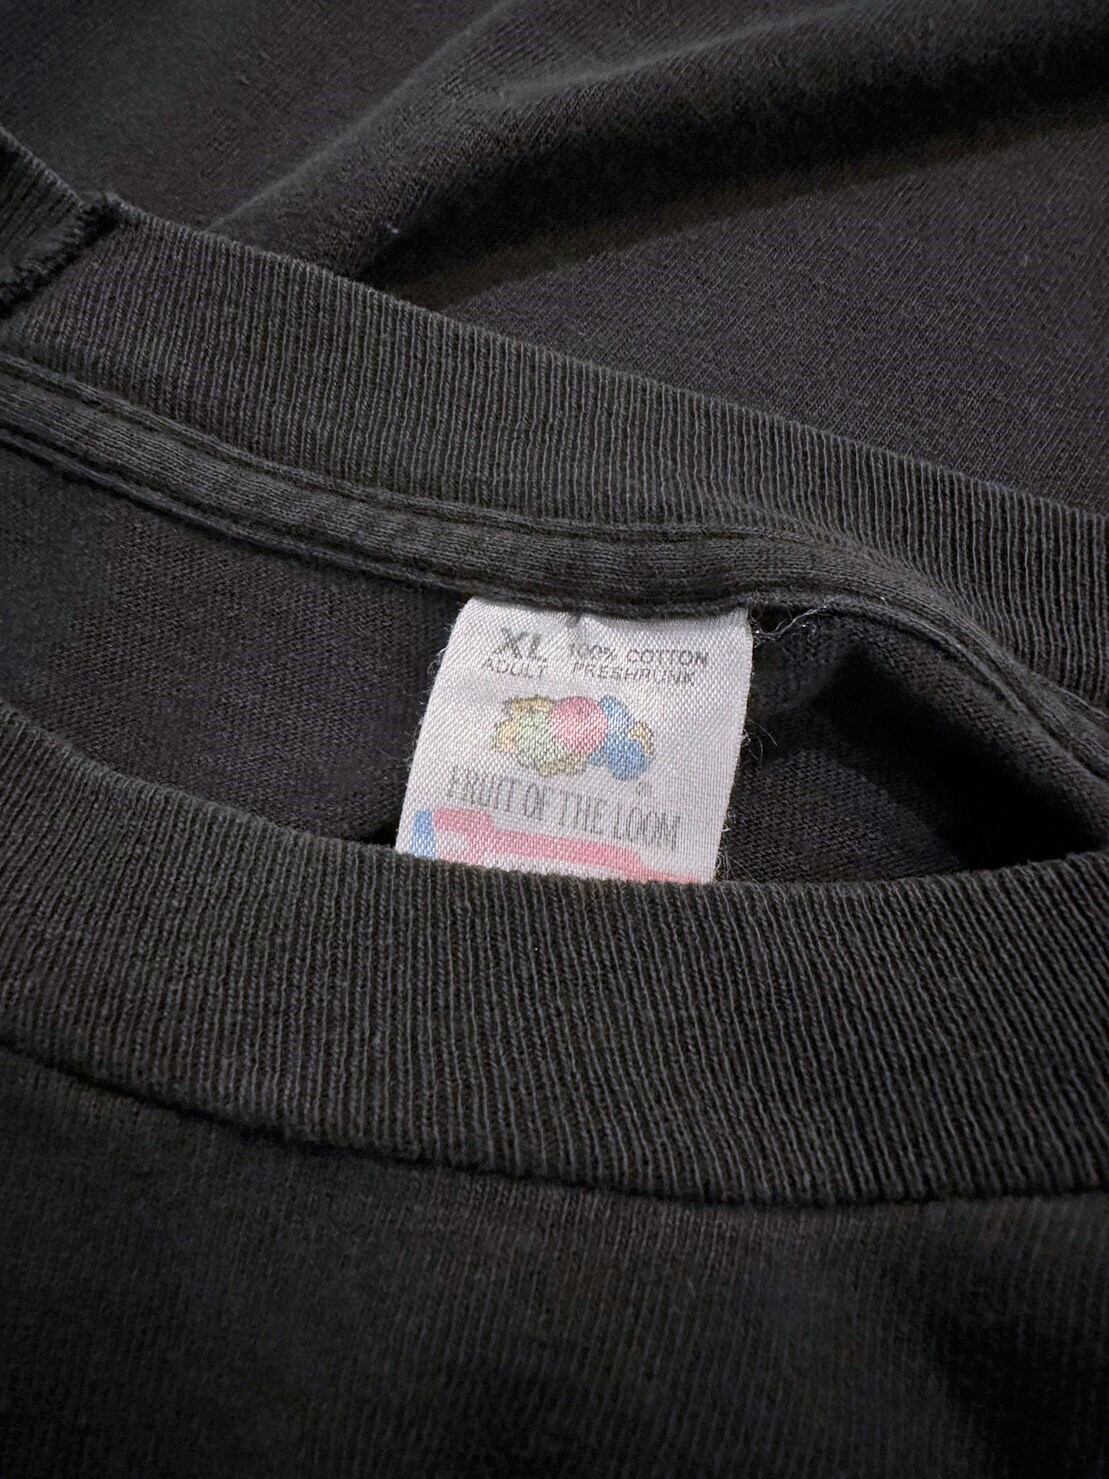 XL 100% COTTON
ADULT PRESHRUNK
®
FRUIT OF THE LOOM